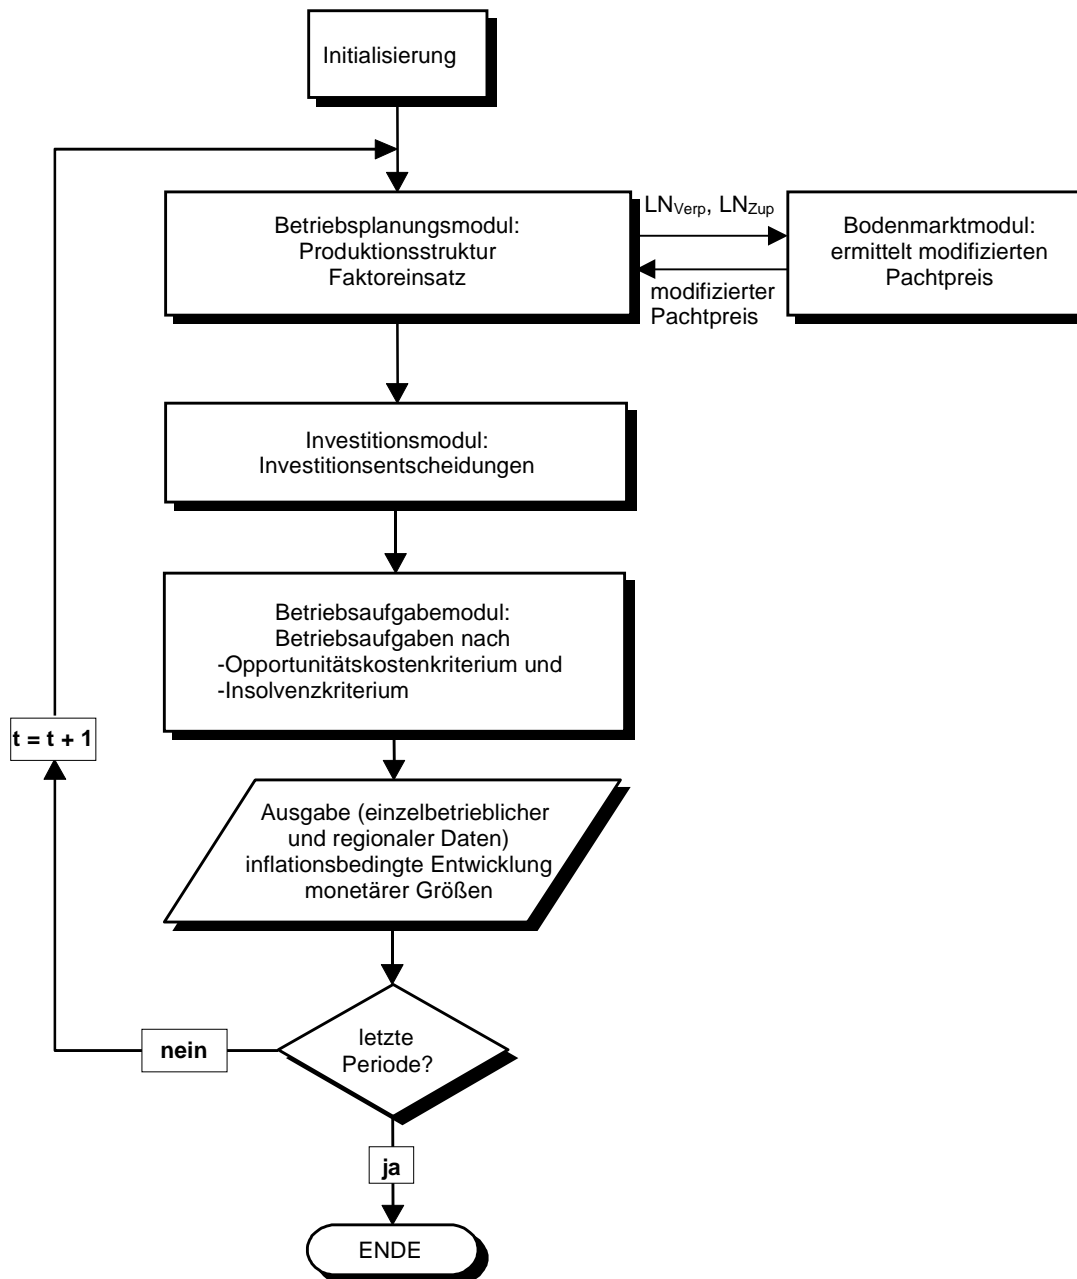 Initialisierung
Betriebsplanungsmodul:
Produktionsstruktur
Faktoreinsatz
LNVerp, LNZup
modifizierter
Pachtpreis
Bodenmarktmodul:
ermittelt modifizierten
Pachtpreis
Investitionsmodul:
Investitionsentscheidungen
Betriebsaufgabemodul:
Betriebsaufgaben nach
-Opportunitätskostenkriterium und
-Insolvenzkriterium
t = t + 1
Ausgabe (einzelbetrieblicher
und regionaler Daten)
inflationsbedingte Entwicklung
monetärer Größen
letzte
Periode?
nein
ja
ENDE